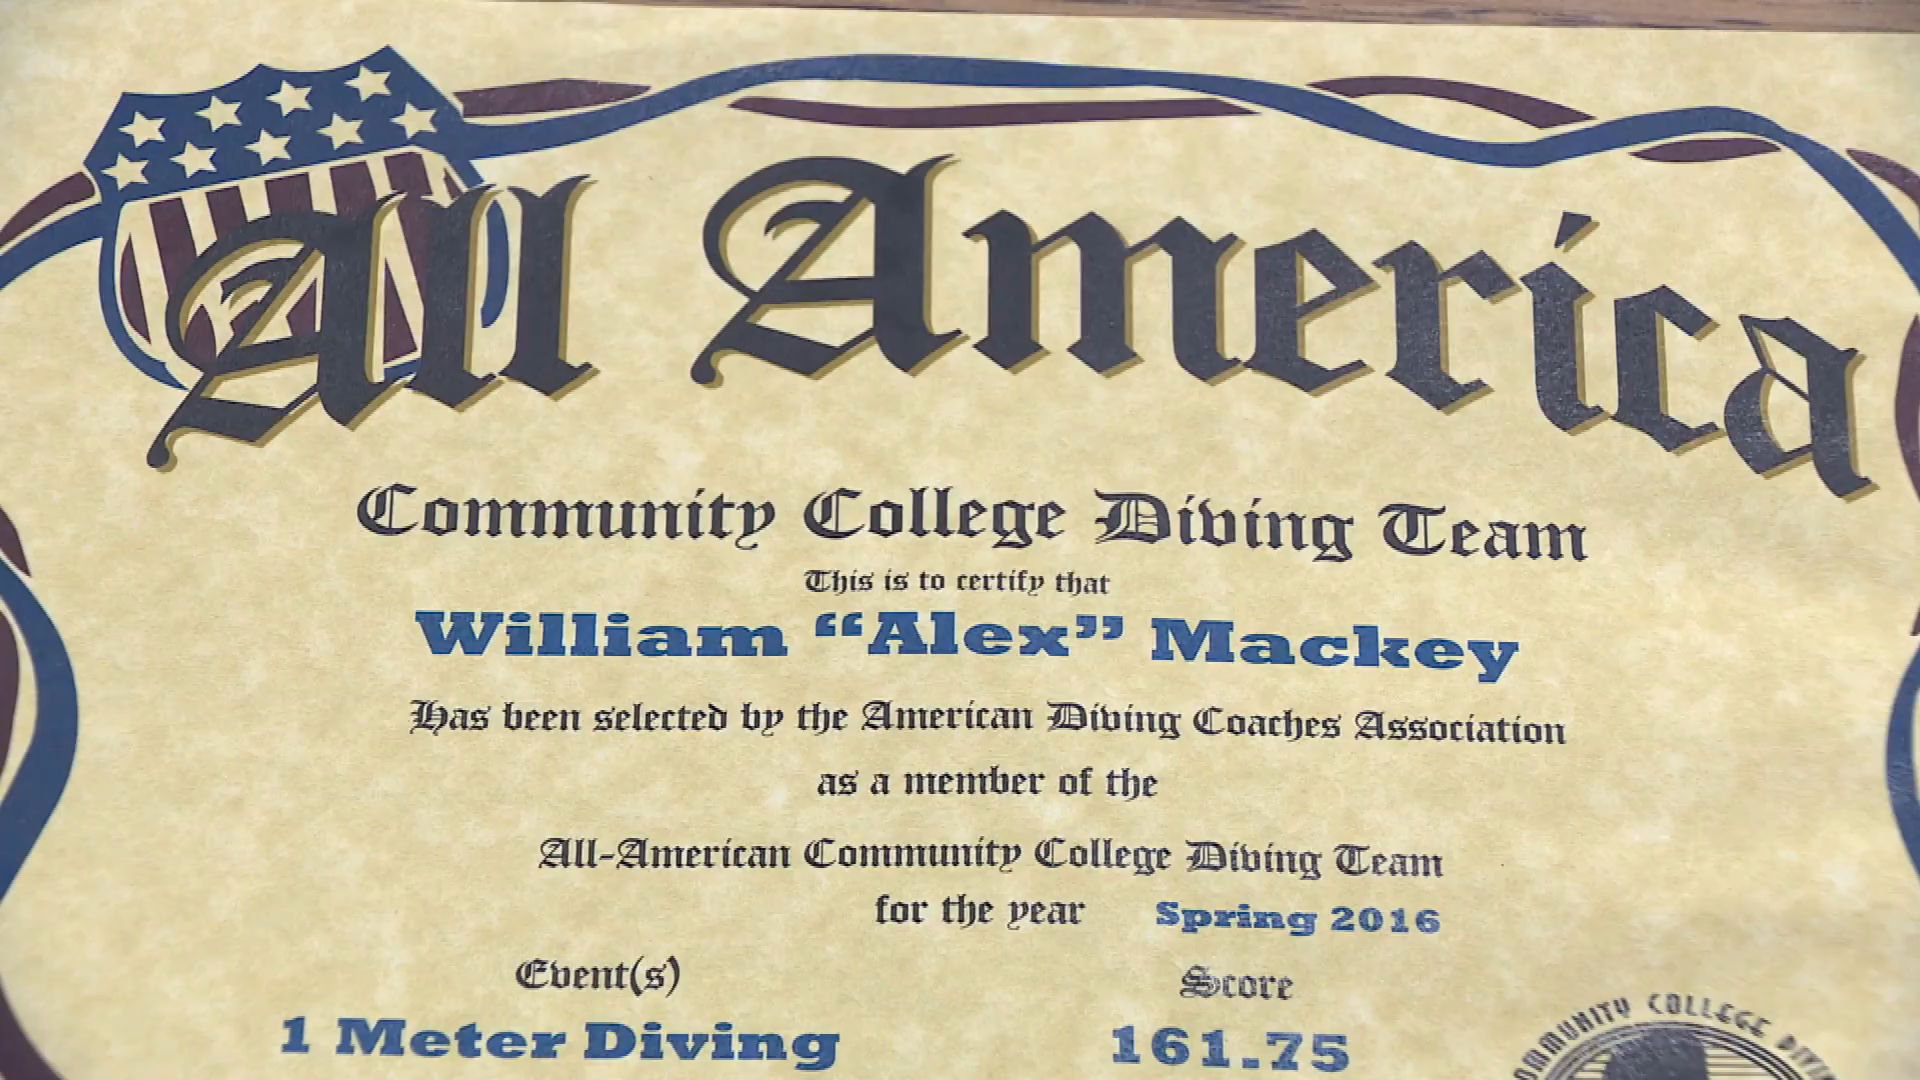 All America
Community College Diving Team
This is to certify that
William “Alex” Mackey
Has been selected by the American Diving Coaches Association
as a member of the
All-American Community College Diving Team
for the year Spring 2016
Event(s) Score
1 Meter Diving 161.75
COLLEGE